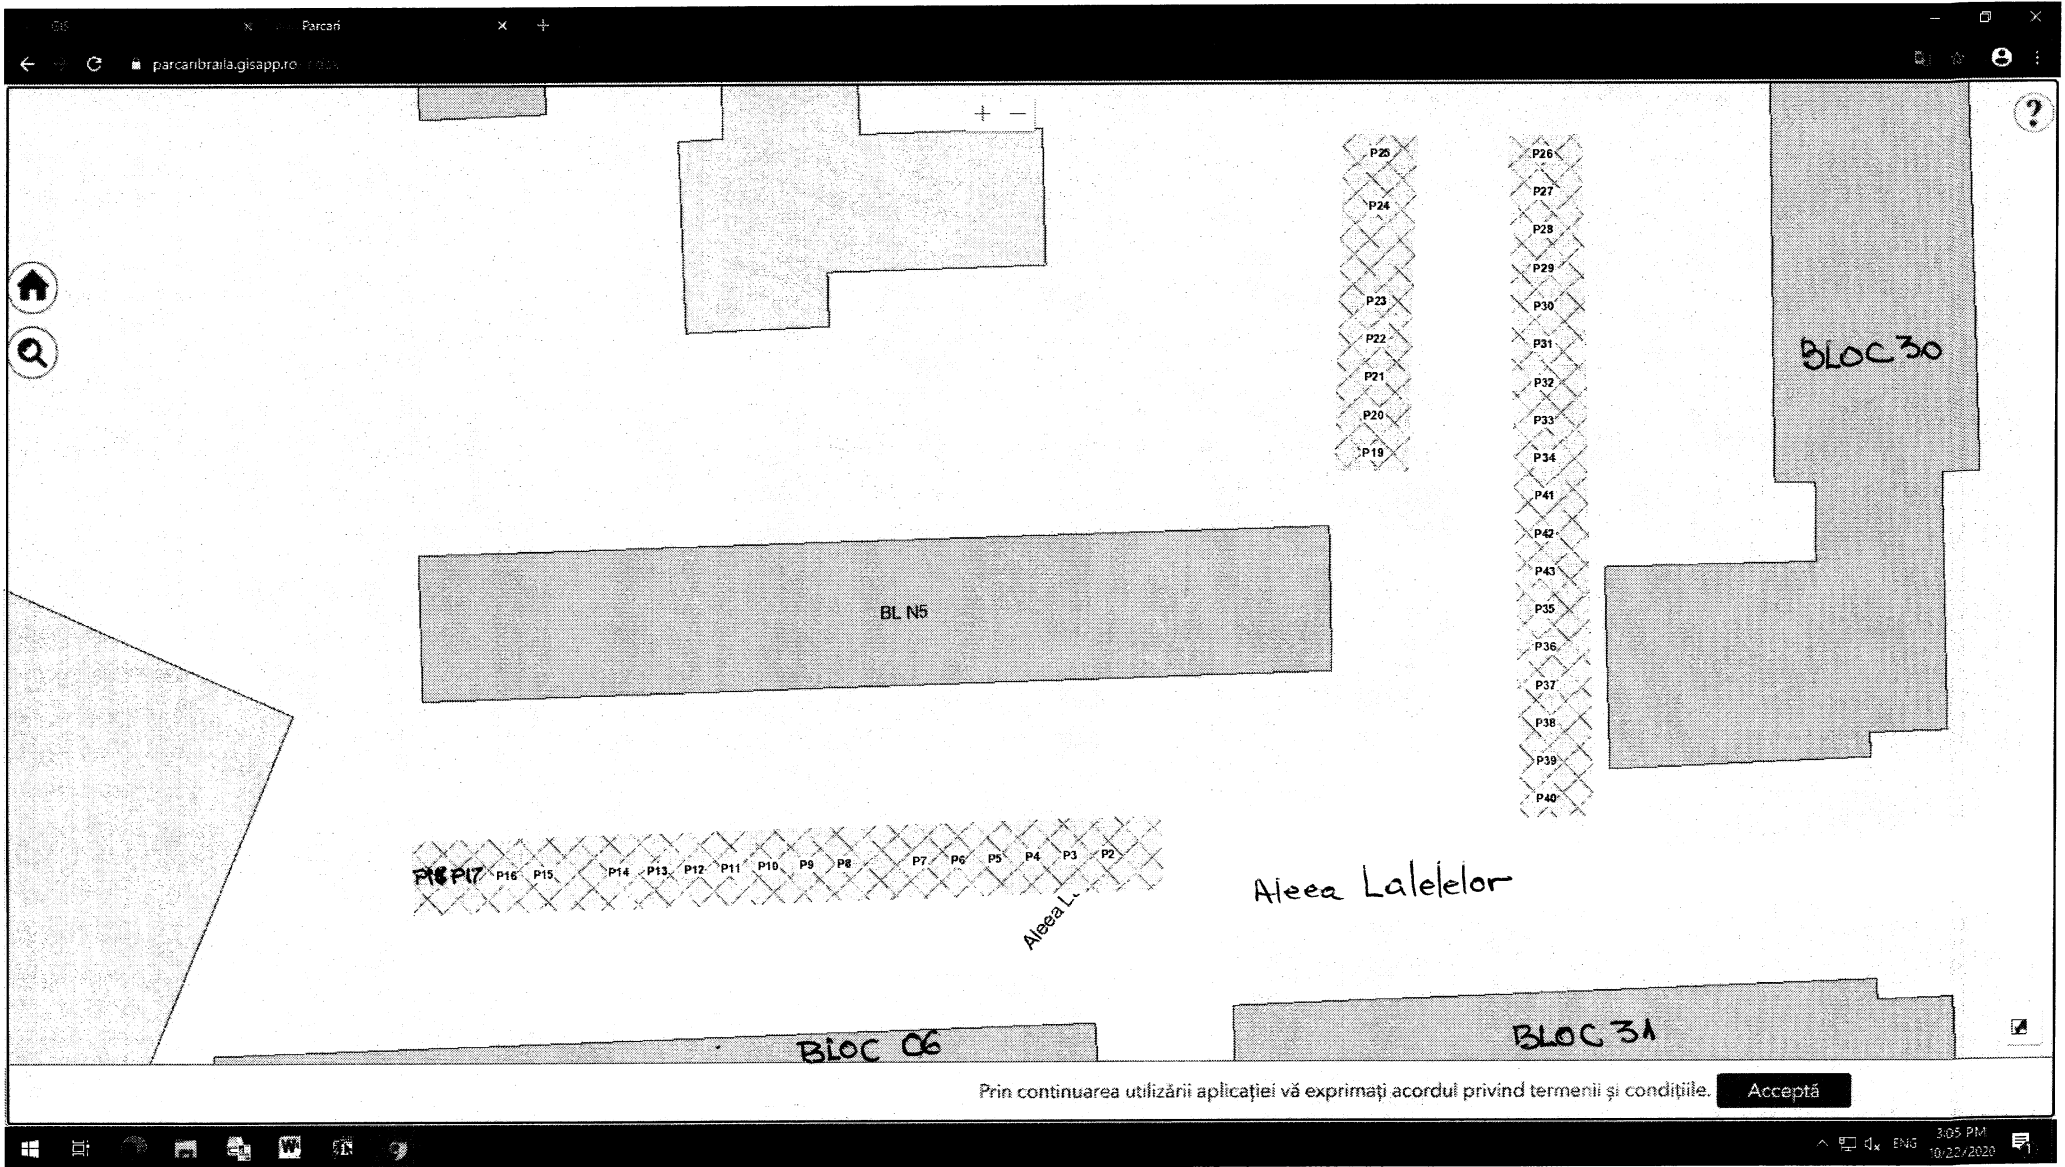 GIS × Parcari × +
parcaribraila.gisapp.ro
+ −
?
P25
P24
P23
P22
P21
P20
P19
P26
P27
P28
P29
P30
P31
P32
P33
P34
P41
P42
P43
P35
P36
P37
P38
P39
P40
BLOC 30
BL N5
P18 P17 P16 P15 P14 P13 P12 P11 P10 P9 P8 P7 P6 P5 P4 P3 P2
Aleea Lalelelor
Aleea L
BLOC 06
BLOC 31
Prin continuarea utilizării aplicației vă exprimați acordul privind termenii și condițiile. Acceptă
ENG 3:05 PM
10/22/2020